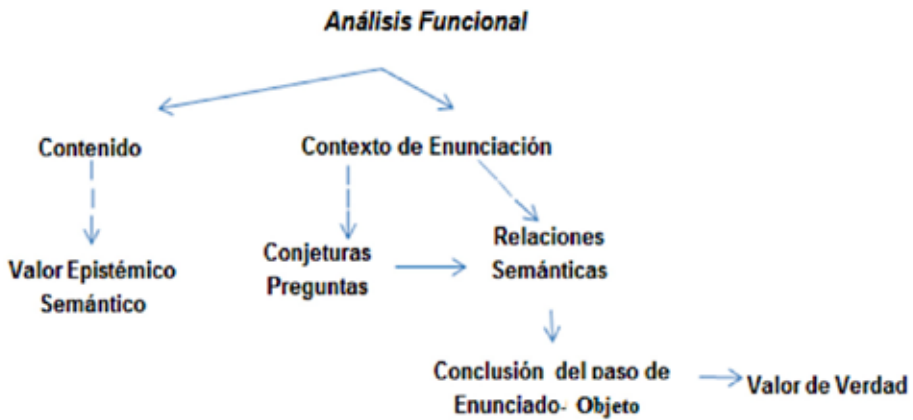 Análisis Funcional
Contenido
Contexto de Enunciación
Valor Epistémico
Semántico
Conjeturas
Preguntas
Relaciones
Semánticas
Conclusión del paso de
Enunciado- Objeto
Valor de Verdad